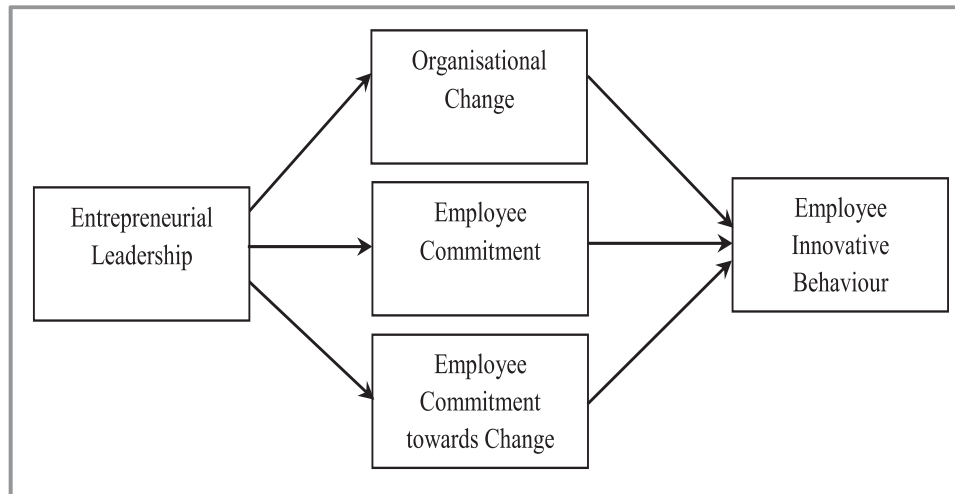 Organisational
Change
Entrepreneurial
Leadership
Employee
Commitment
Employee
Innovative
Behaviour
Employee
Commitment
towards Change